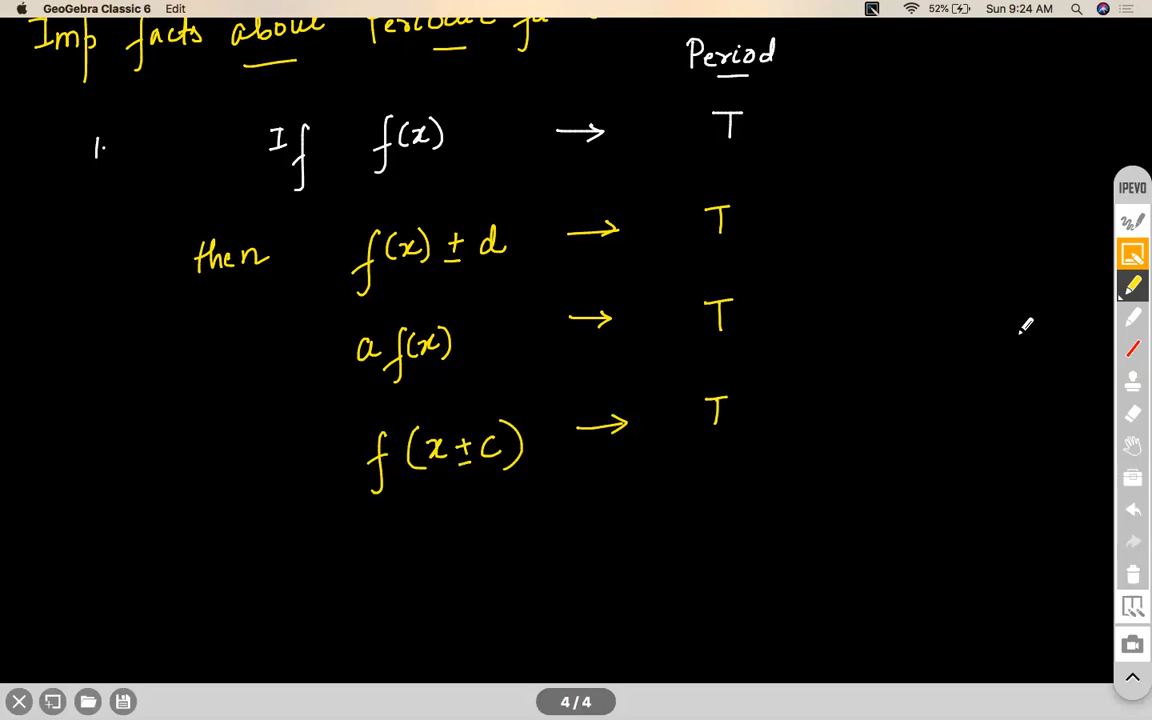 GeoGebra Classic 6 Edit 52% Sun 9:24 AM
Imp facts about Periodic
Period
1. If f(x) → T
then f(x) ± d → T
a f(x) → T
f(x ± c) → T
IPEVO
4/4